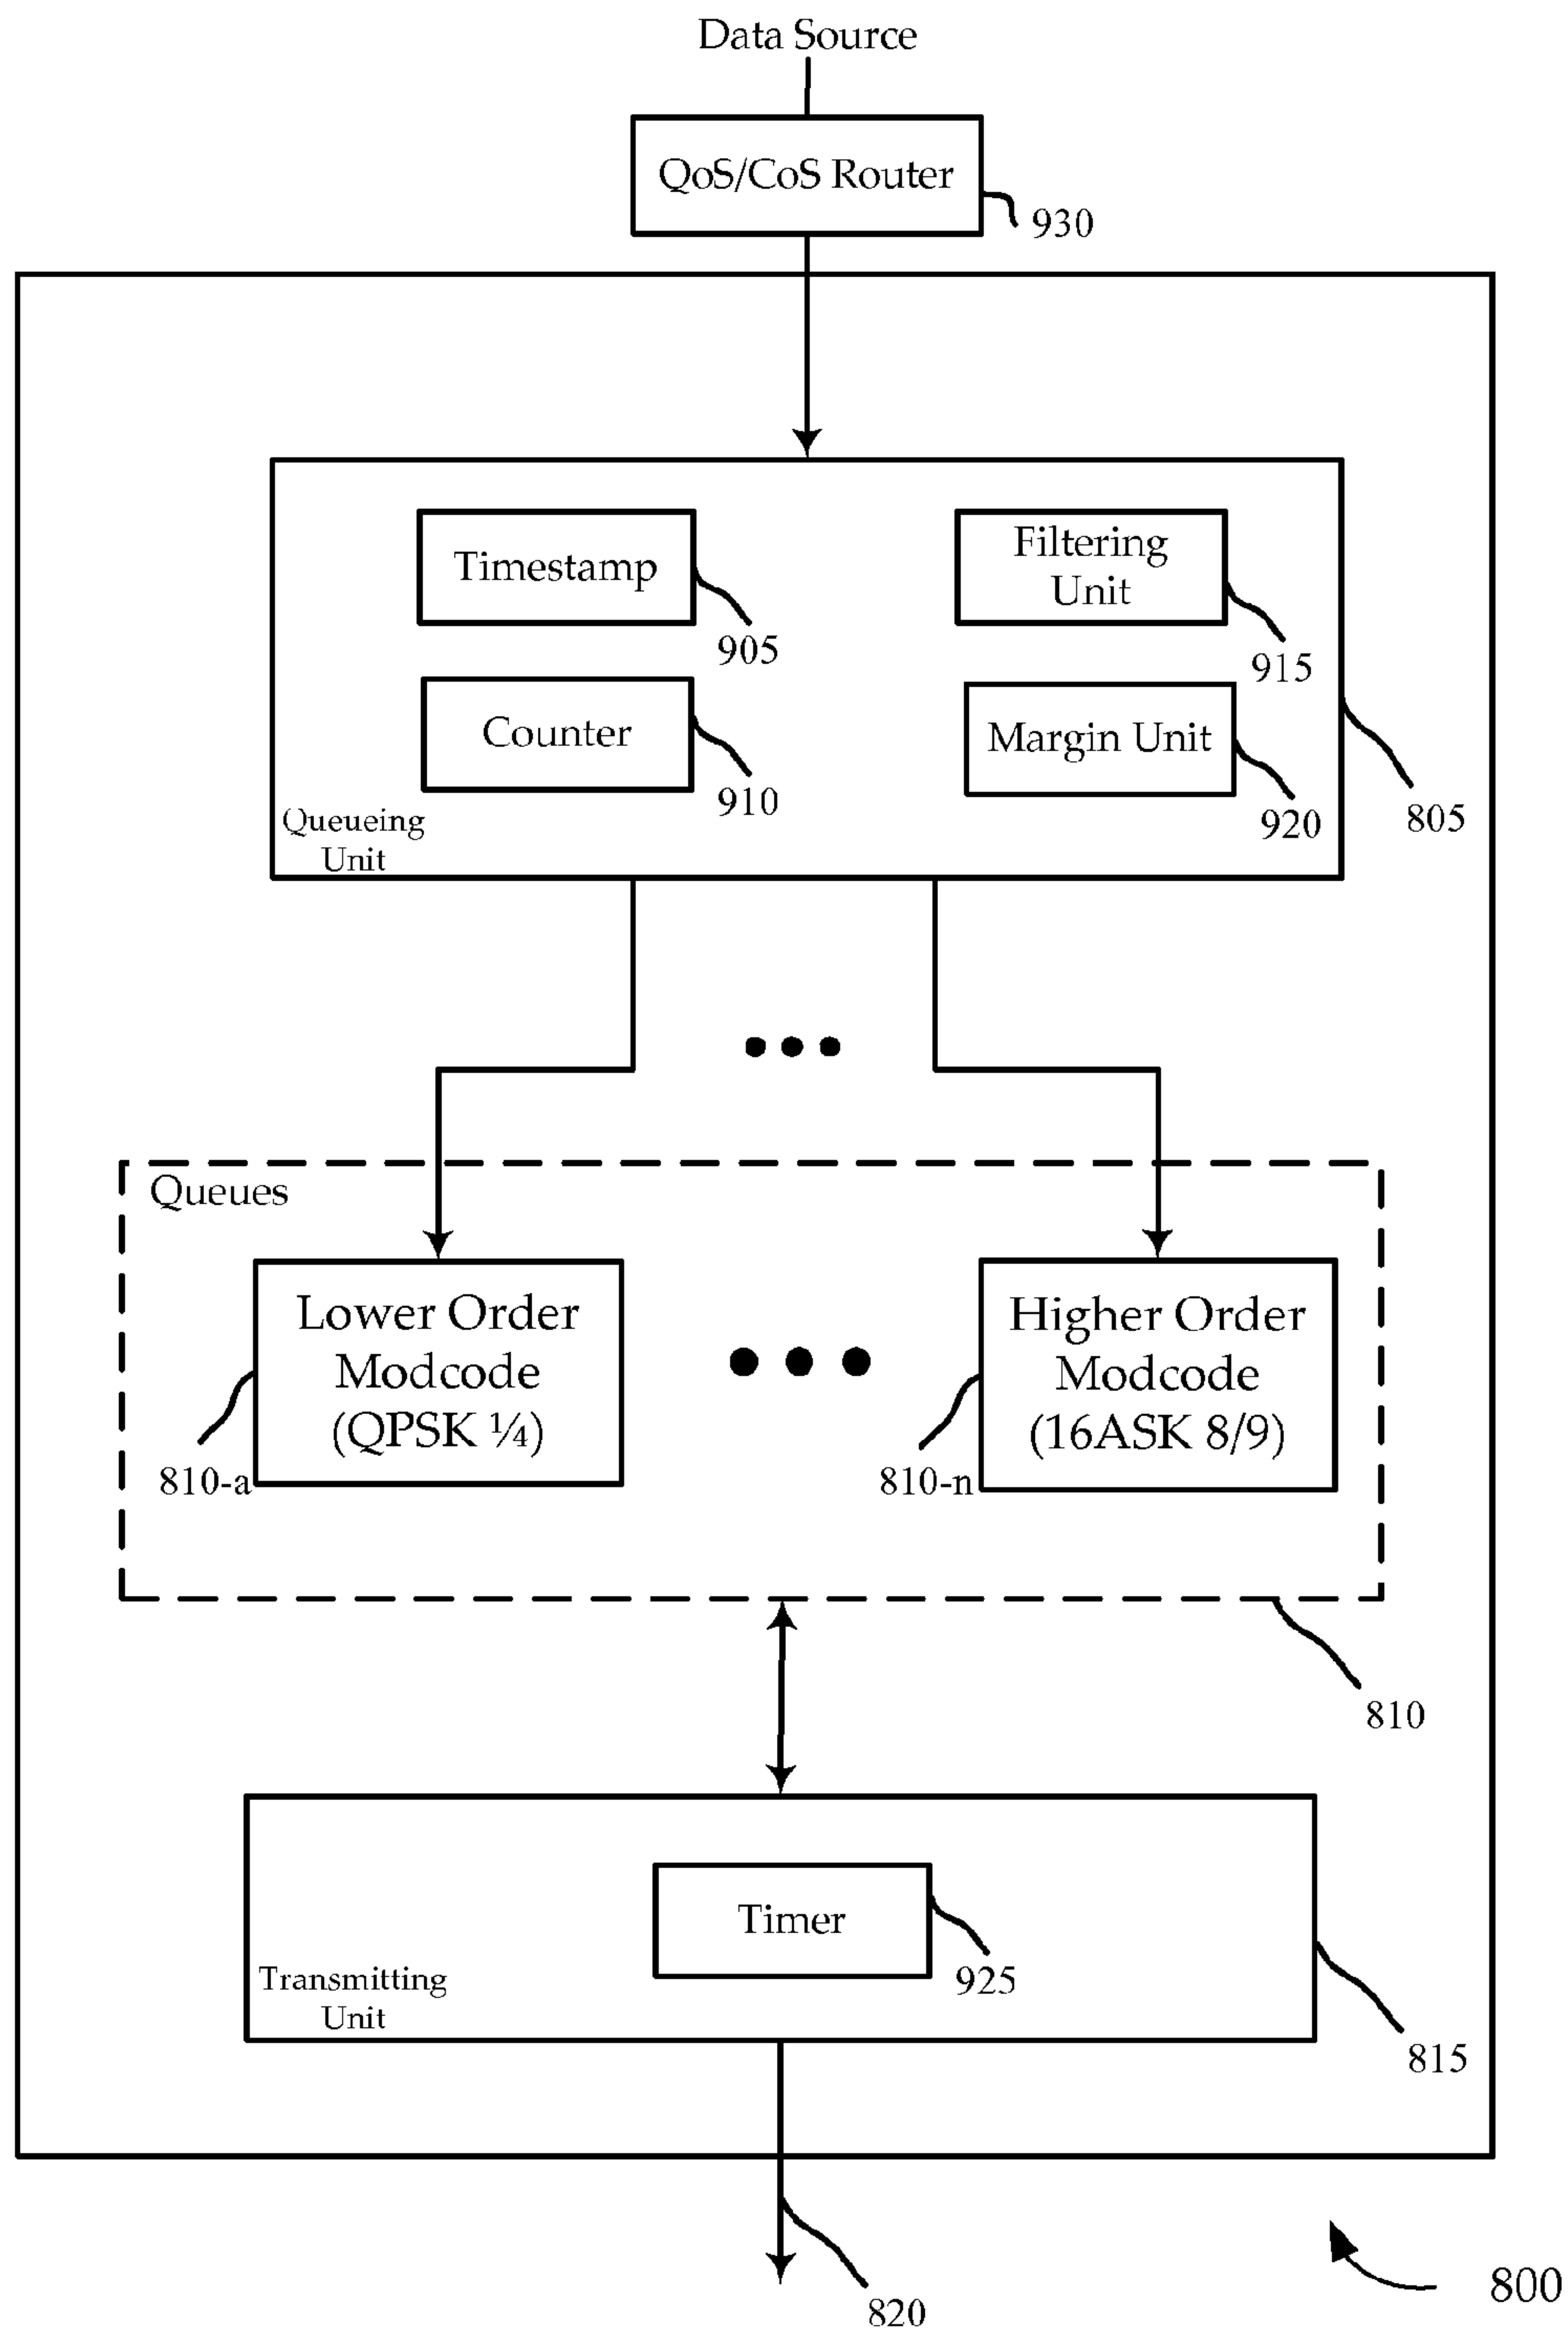 Data Source
QoS/CoS Router
930
Timestamp
905
Filtering
Unit
915
Counter
910
Margin Unit
920
805
Queueing
Unit
Queues
Lower Order
Modcode
(QPSK ¼)
810-a
Higher Order
Modcode
(16ASK 8/9)
810-n
810
Timer
925
Transmitting
Unit
815
820
800